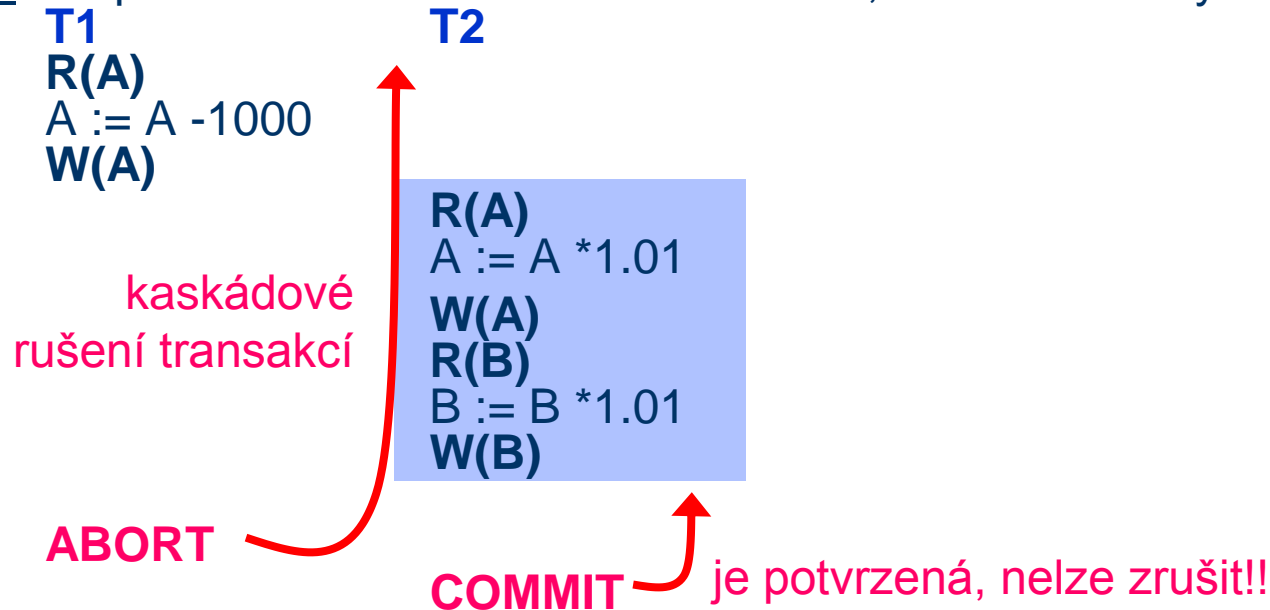 T1 T2
R(A)
A := A -1000
W(A)
R(A)
A := A *1.01
kaskádové
W(A)
rušení transakcí
R(B)
B := B *1.01
W(B)
ABORT
COMMIT je potvrzená, nelze zrušit!!